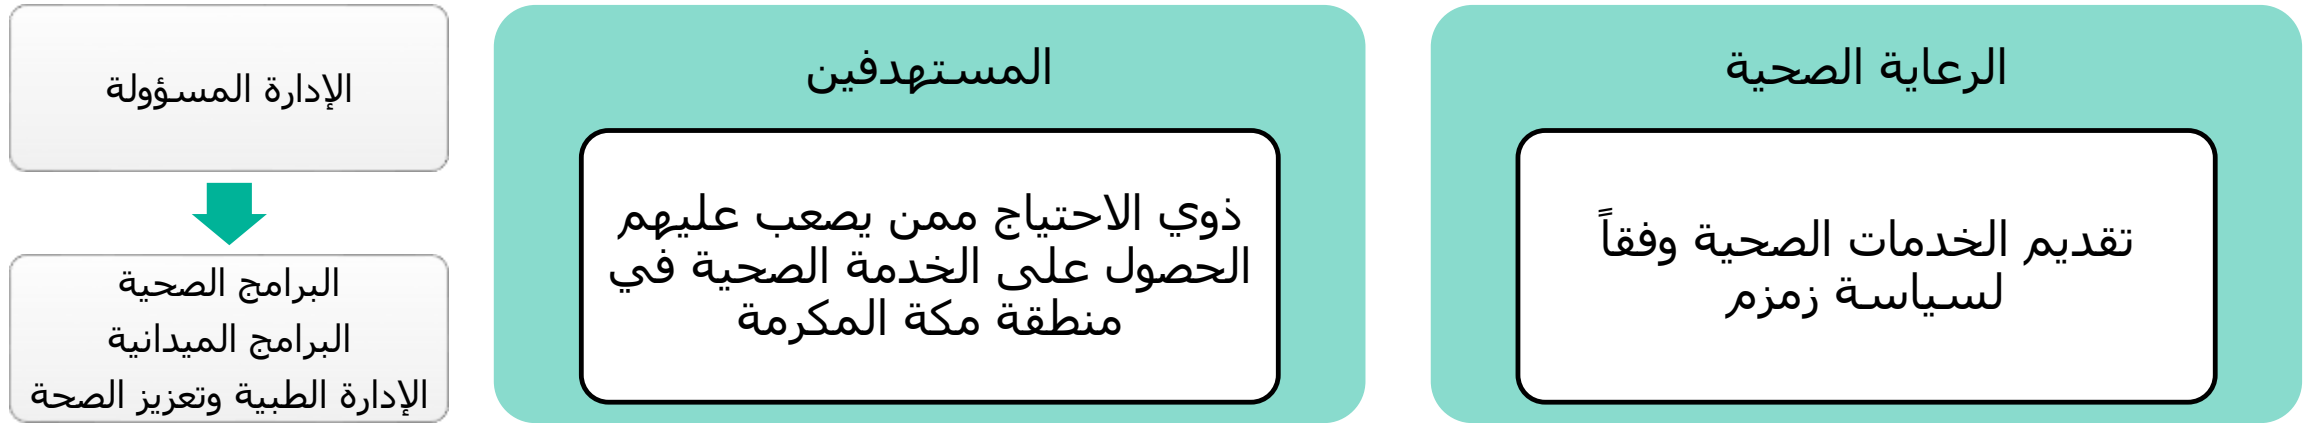 الرعاية الصحية
تقديم الخدمات الصحية وفقاً
لسياسة زمزم
المستهدفين
ذوي الاحتياج ممن يصعب عليهم
الحصول على الخدمة الصحية في
منطقة مكة المكرمة
الإدارة المسؤولة
البرامج الصحية
البرامج الميدانية
الإدارة الطبية وتعزيز الصحة